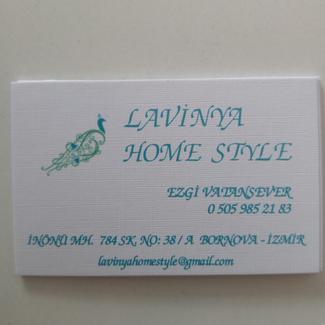 LAVİNYA
HOME STYLE
EZGİ VATANSEVER
0 505 985 21 83
İNÖNÜ MH. 784 SK, NO: 38 / A BORNOVA - İZMİR
lavinyahomestyle@gmail.com